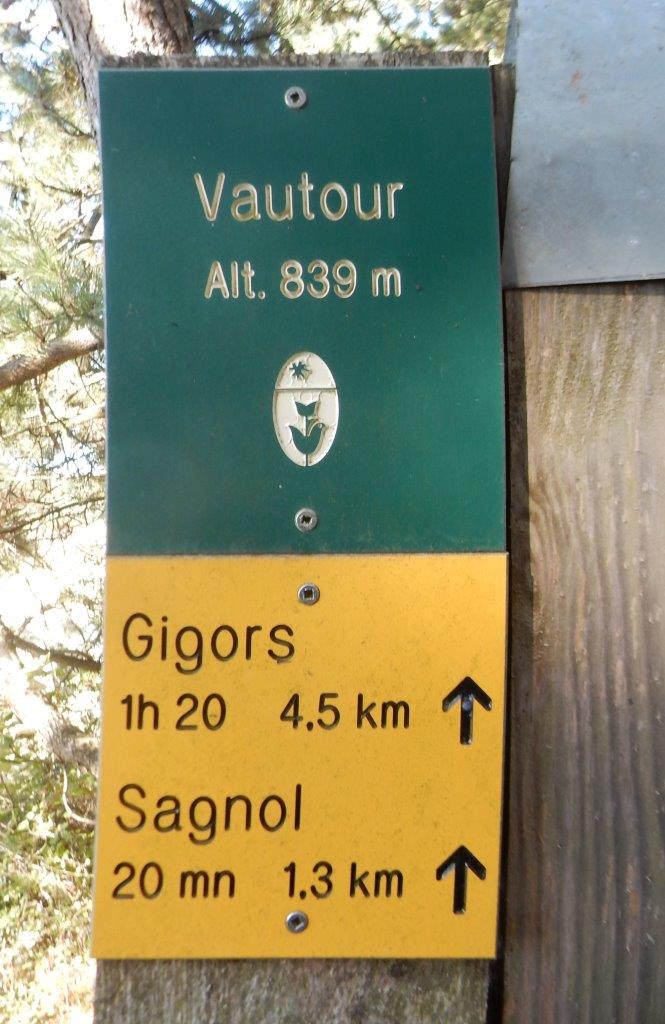 Vautour
Alt. 839 m
Gigors
1h 20 4.5 km ↑
Sagnol
20 mn 1.3 km ↑